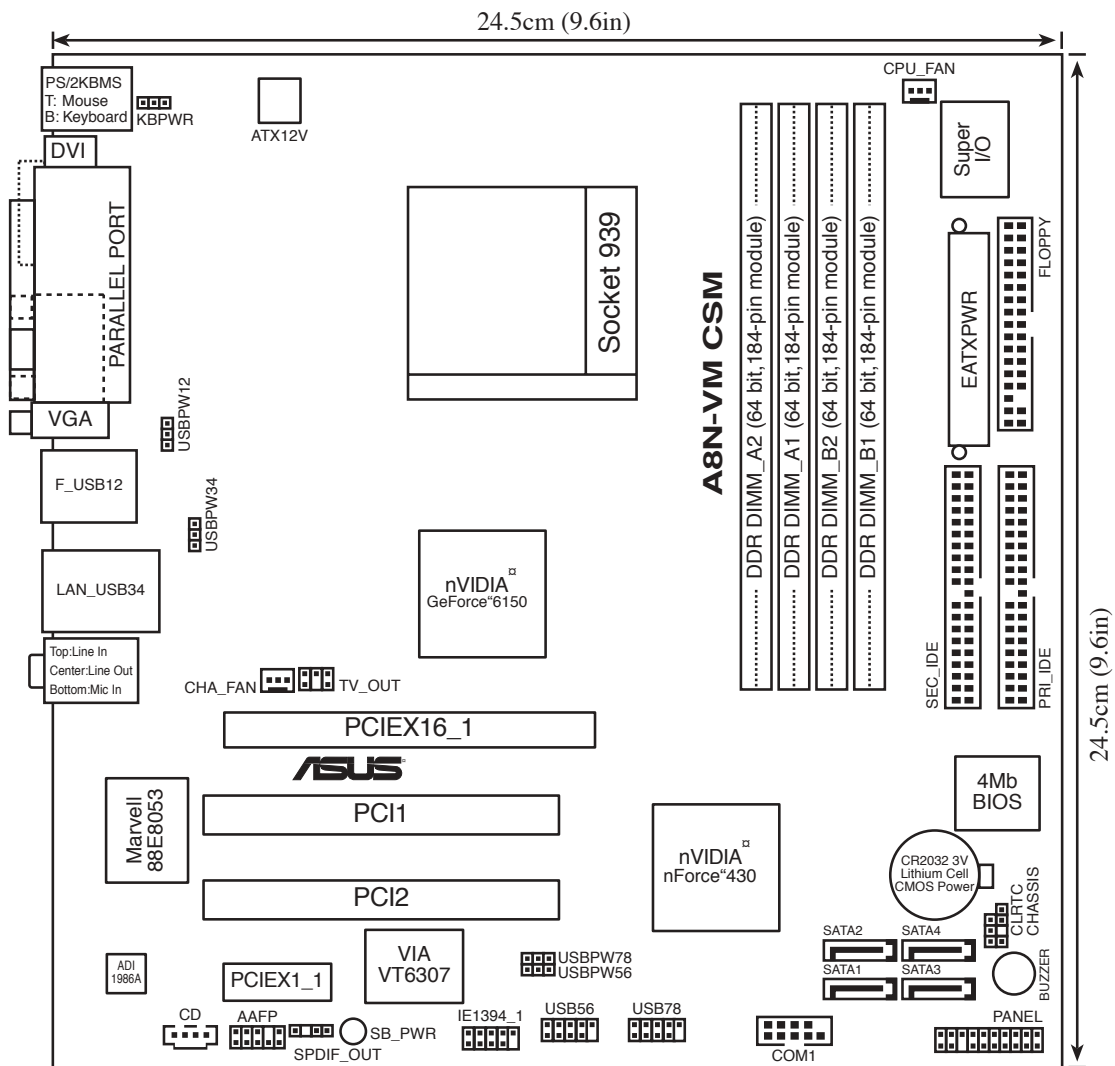 24.5cm (9.6in)
PS/2KBMS
T: Mouse
B: Keyboard
KBPWR
ATX12V
CPU_FAN
Super
I/O
DVI
PARALLEL PORT
Socket 939
A8N-VM CSM
DDR DIMM_A2 (64 bit,184-pin module)
DDR DIMM_A1 (64 bit,184-pin module)
DDR DIMM_B2 (64 bit,184-pin module)
DDR DIMM_B1 (64 bit,184-pin module)
EATXPWR
FLOPPY
VGA
USBPW12
F_USB12
USBPW34
LAN_USB34
nVIDIA¤
GeForce“6150
Top:Line In
Center:Line Out
Bottom:Mic In
CHA_FAN
TV_OUT
SEC_IDE
PRI_IDE
24.5cm (9.6in)
PCIEX16_1
ASUS
Marvell
88E8053
PCI1
PCI2
nVIDIA¤
nForce“430
4Mb
BIOS
CR2032 3V
Lithium Cell
CMOS Power
CLRTC
CHASSIS
SATA2
SATA4
SATA1
SATA3
BUZZER
ADI
1986A
PCIEX1_1
VIA
VT6307
USBPW78
USBPW56
CD
AAFP
SPDIF_OUT
SB_PWR
IE1394_1
USB56
USB78
COM1
PANEL